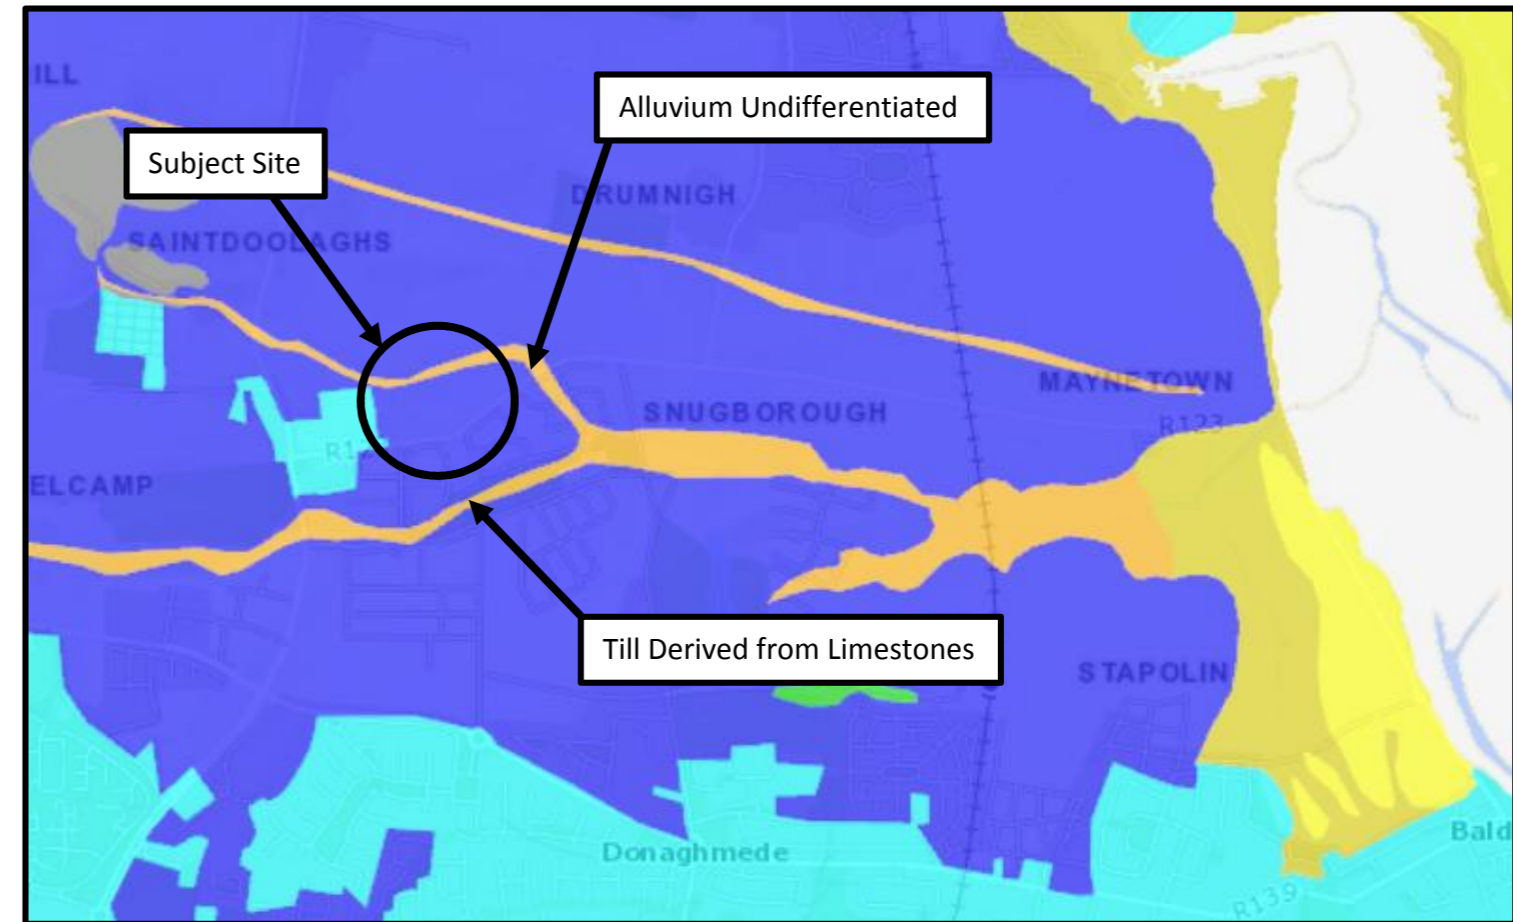 ILL
Alluvium Undifferentiated
Subject Site
DRUMNIGH
SAINTDOOLAGHS
MAYNETOWN
SNUGBOROUGH
R123
ELCAMP
Till Derived from Limestones
STAPOLIN
Donaghmede
Bald
R139